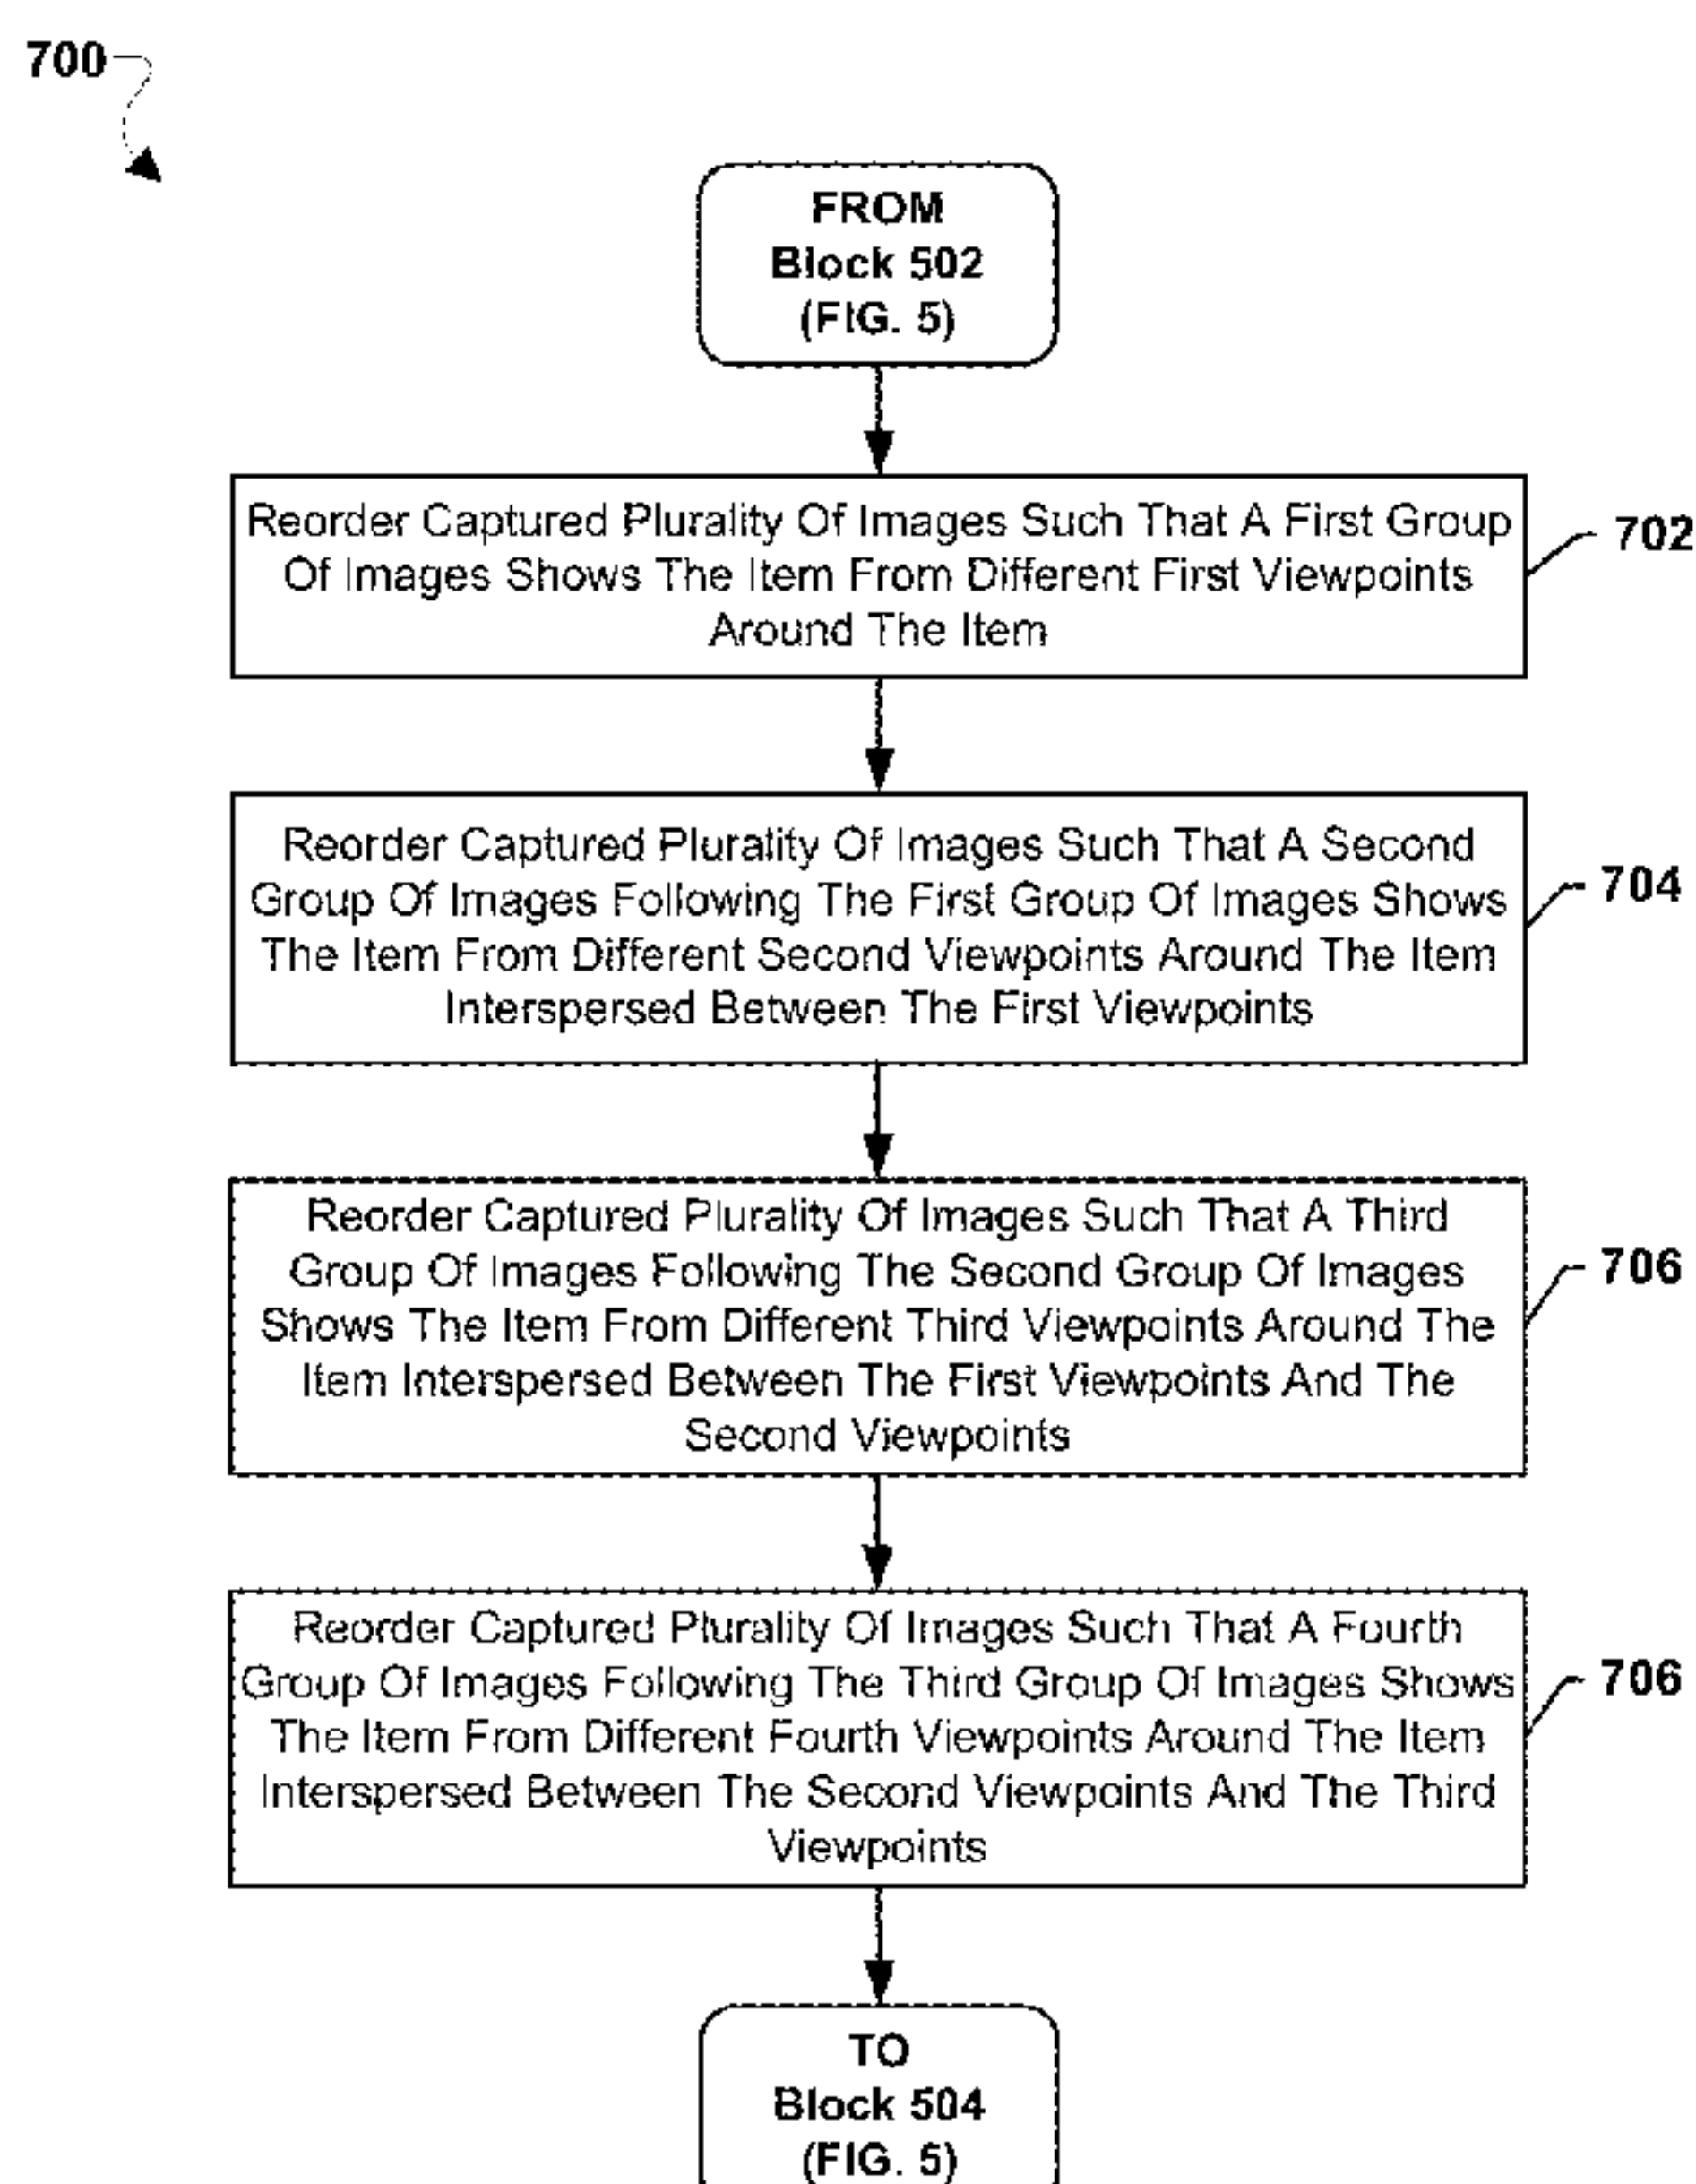 700
FROM
Block 502
(FIG. 5)
Reorder Captured Plurality Of Images Such That A First Group
Of Images Shows The Item From Different First Viewpoints
Around The Item
702
Reorder Captured Plurality Of Images Such That A Second
Group Of Images Following The First Group Of Images Shows
The Item From Different Second Viewpoints Around The Item
Interspersed Between The First Viewpoints
704
Reorder Captured Plurality Of Images Such That A Third
Group Of Images Following The Second Group Of Images
Shows The Item From Different Third Viewpoints Around The
Item Interspersed Between The First Viewpoints And The
Second Viewpoints
706
Reorder Captured Plurality Of Images Such That A Fourth
Group Of Images Following The Third Group Of Images Shows
The Item From Different Fourth Viewpoints Around The Item
Interspersed Between The Second Viewpoints And The Third
Viewpoints
706
TO
Block 504
(FIG. 5)